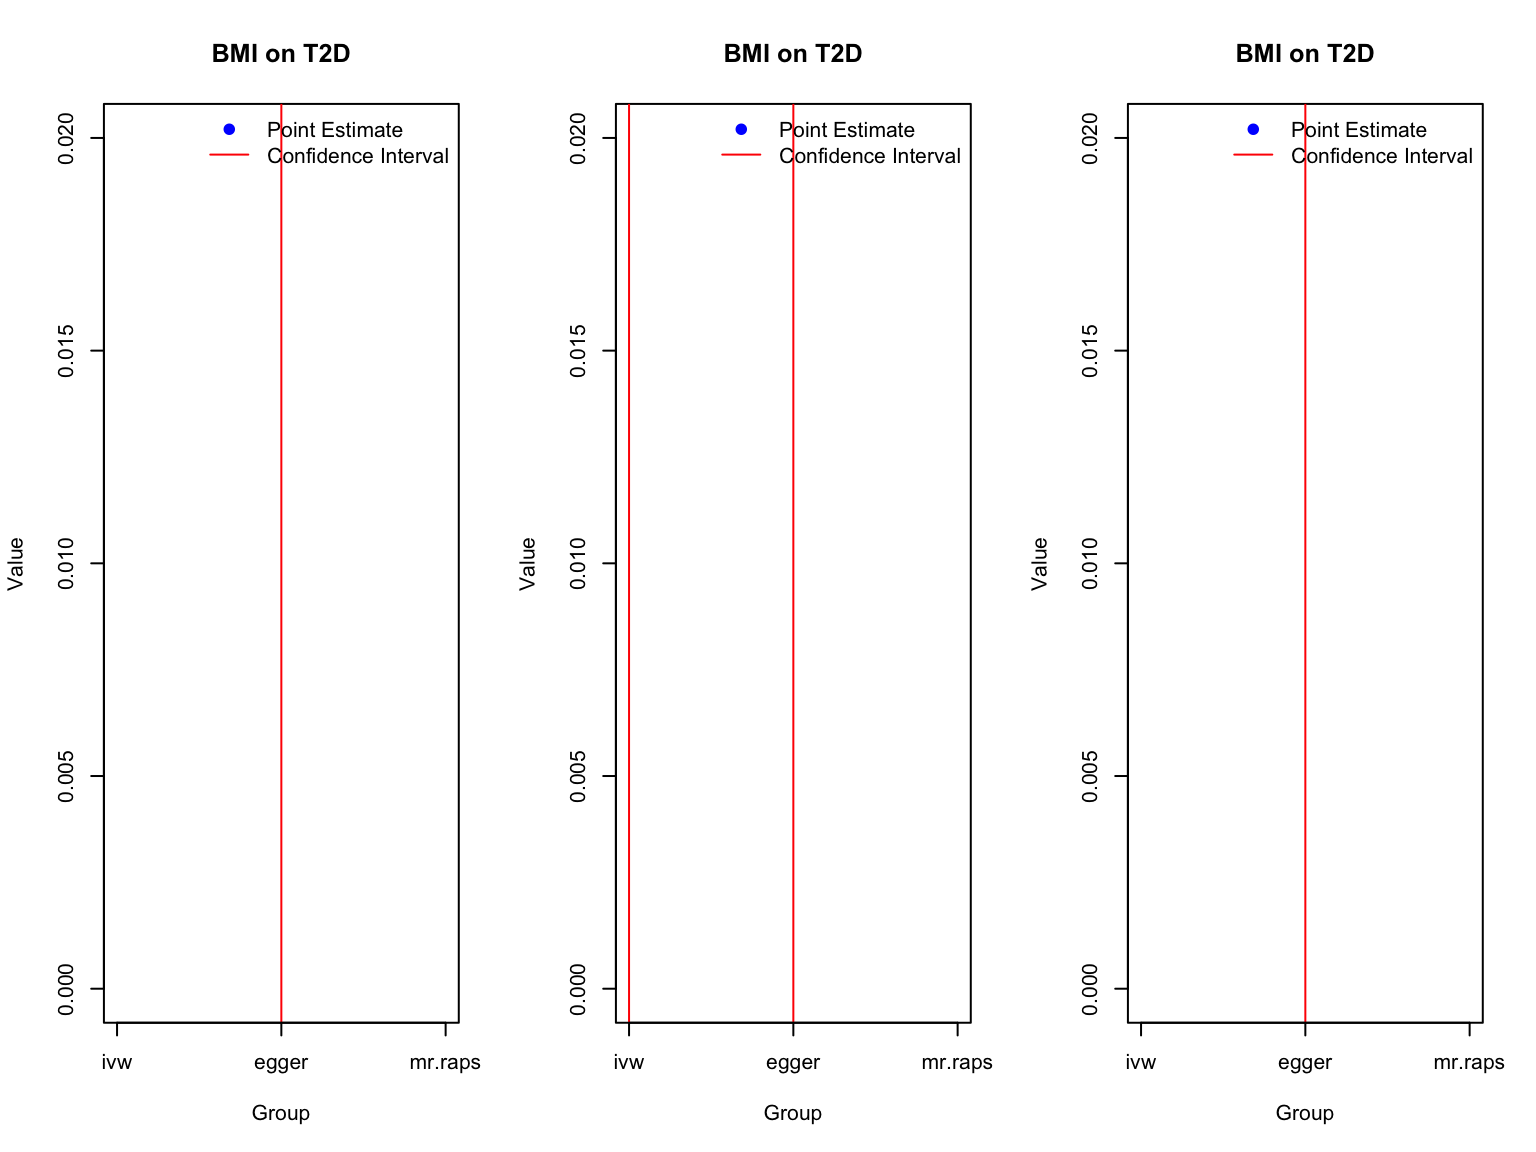 BMI on T2D
Point Estimate
Confidence Interval
0.020
0.015
0.010
0.005
0.000
Value
ivw
egger
mr.raps
Group
BMI on T2D
Point Estimate
Confidence Interval
0.020
0.015
0.010
0.005
0.000
Value
ivw
egger
mr.raps
Group
BMI on T2D
Point Estimate
Confidence Interval
0.020
0.015
0.010
0.005
0.000
Value
ivw
egger
mr.raps
Group